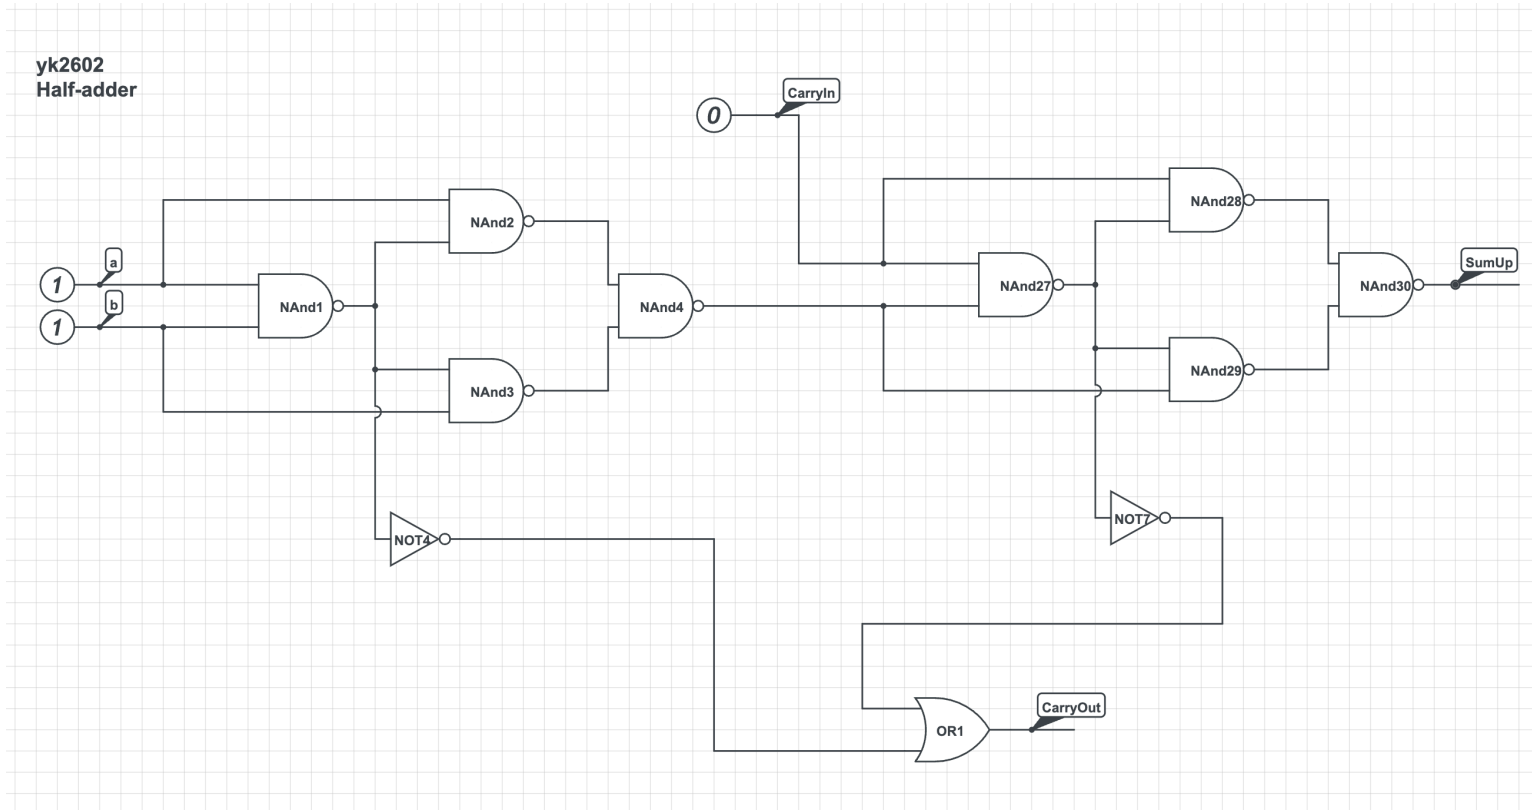 yk2602
Half-adder
CarryIn
0
NAnd28
NAnd2
a
1
b
1
NAnd1
NAnd4
NAnd27
NAnd30
SumUp
NAnd3
NAnd29
NOT4
NOT7
OR1
CarryOut